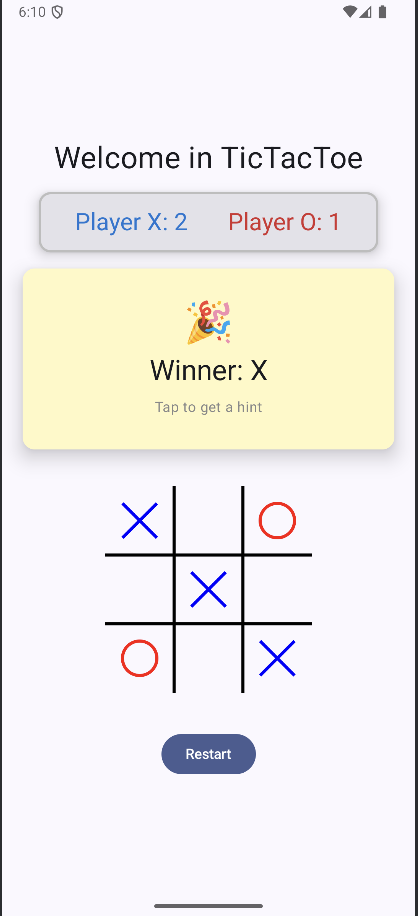 6:10
Welcome in TicTacToe
Player X: 2 Player O: 1
Winner: X
Tap to get a hint
Restart